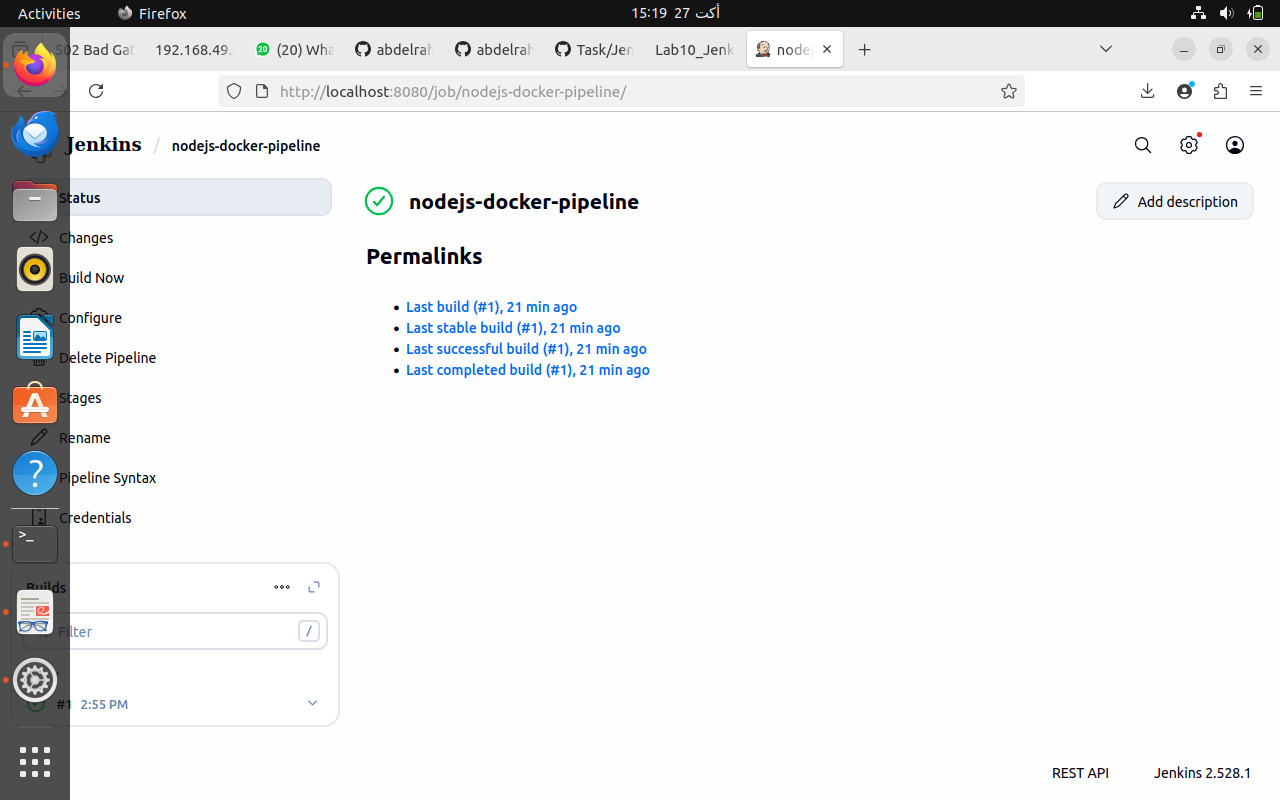 Activities Firefox 15:19 27 أكت
502 Bad Gat 192.168.49. (20) Wha abdelrah abdelrah Task/Jen Lab10_Jenk nodej
http://localhost:8080/job/nodejs-docker-pipeline/
Jenkins / nodejs-docker-pipeline
Status
Changes
Build Now
Configure
Delete Pipeline
Stages
Rename
Pipeline Syntax
Credentials
Builds
Filter /
#1 2:55 PM
nodejs-docker-pipeline
Add description
Permalinks
• Last build (#1), 21 min ago
• Last stable build (#1), 21 min ago
• Last successful build (#1), 21 min ago
• Last completed build (#1), 21 min ago
REST API Jenkins 2.528.1